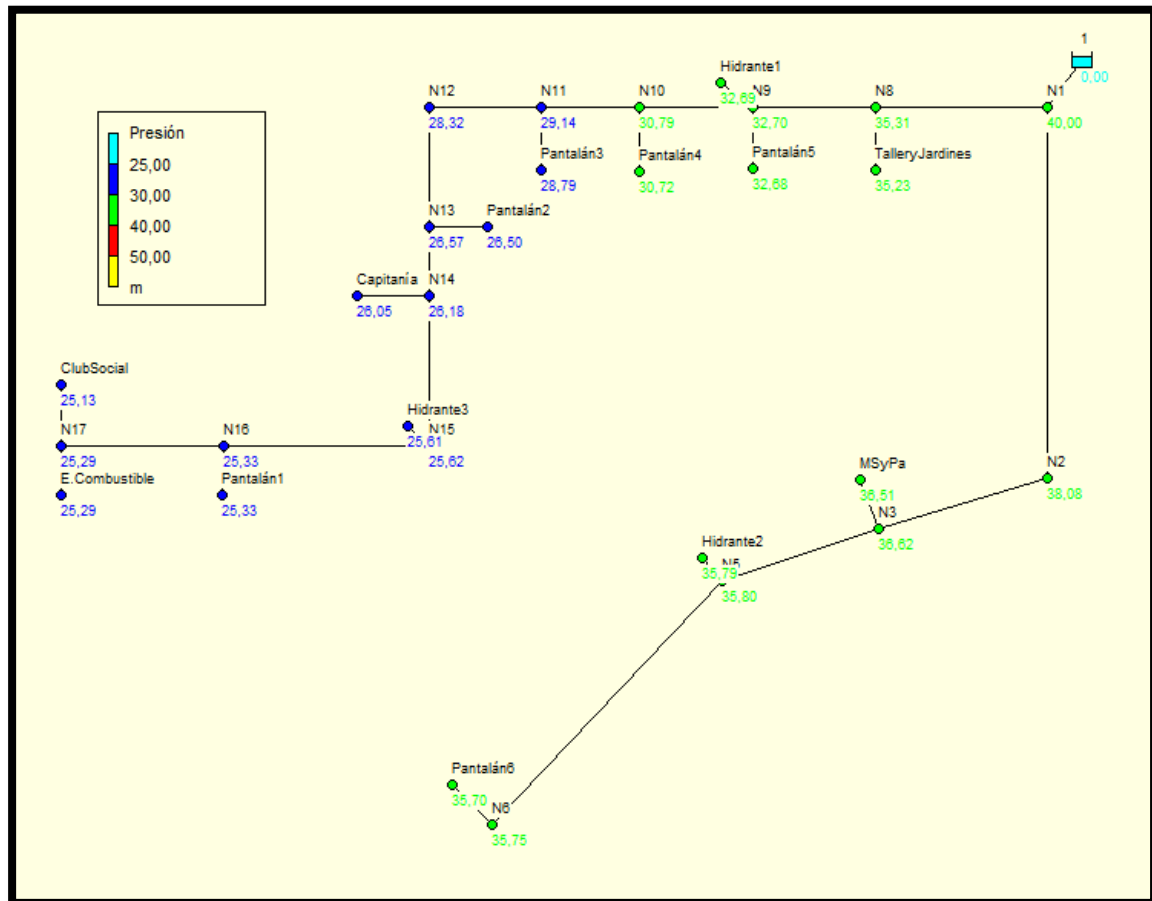 1
0,00
Hidrante1
32,69
N12
28,32
N11
29,14
N10
30,79
N9
32,70
N8
35,31
N1
40,00
Presión
25,00
30,00
40,00
50,00
m
Pantalán3
28,79
Pantalán4
30,72
Pantalán5
32,68
TalleryJardines
35,23
N13
26,57
Pantalán2
26,50
Capitanía
26,05
N14
26,18
ClubSocial
25,13
Hidrante3
25,61
N17
25,29
N16
25,33
N15
25,62
E.Combustible
25,29
Pantalán1
25,33
MSyPa
36,51
N2
38,08
N3
36,62
Hidrante2
35,79
N5
35,80
Pantalán6
35,70
N6
35,75